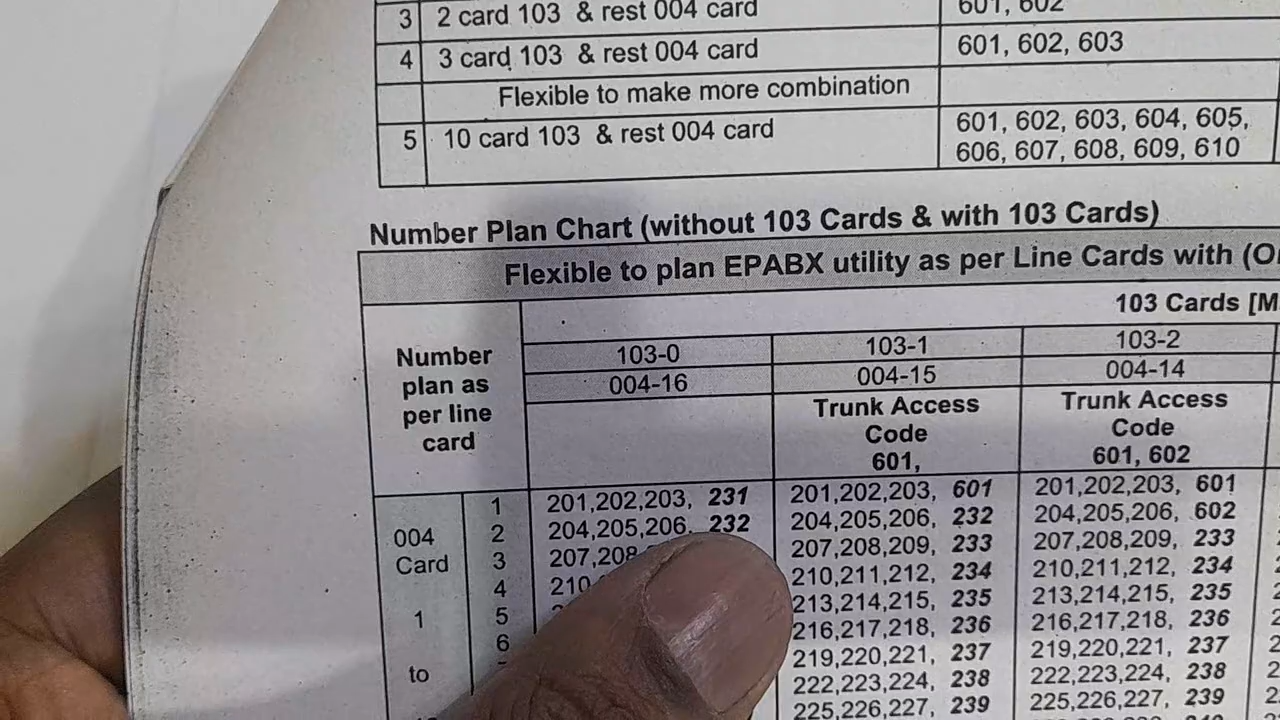 3 2 card 103 & rest 004 card 601, 602
4 3 card 103 & rest 004 card 601, 602, 603
Flexible to make more combination
5 10 card 103 & rest 004 card 601, 602, 603, 604, 605,
606, 607, 608, 609, 610
Number Plan Chart (without 103 Cards & with 103 Cards)
Flexible to plan EPABX utility as per Line Cards with
103 Cards
Number plan as per line card
103-0 103-1 103-2
004-16 004-15 004-14
Trunk Access Code 601,
Trunk Access Code 601, 602
004 Card 1 to
1 201,202,203, 231 201,202,203, 601 201,202,203, 601
2 204,205,206, 232 204,205,206, 232 204,205,206, 602
3 207,208 207,208,209, 233 207,208,209, 233
4 210 210,211,212, 234 210,211,212, 234
5 213,214,215, 235 213,214,215, 235
6 216,217,218, 236 216,217,218, 236
219,220,221, 237 219,220,221, 237
222,223,224, 238 222,223,224, 238
225,226,227, 239 225,226,227, 239